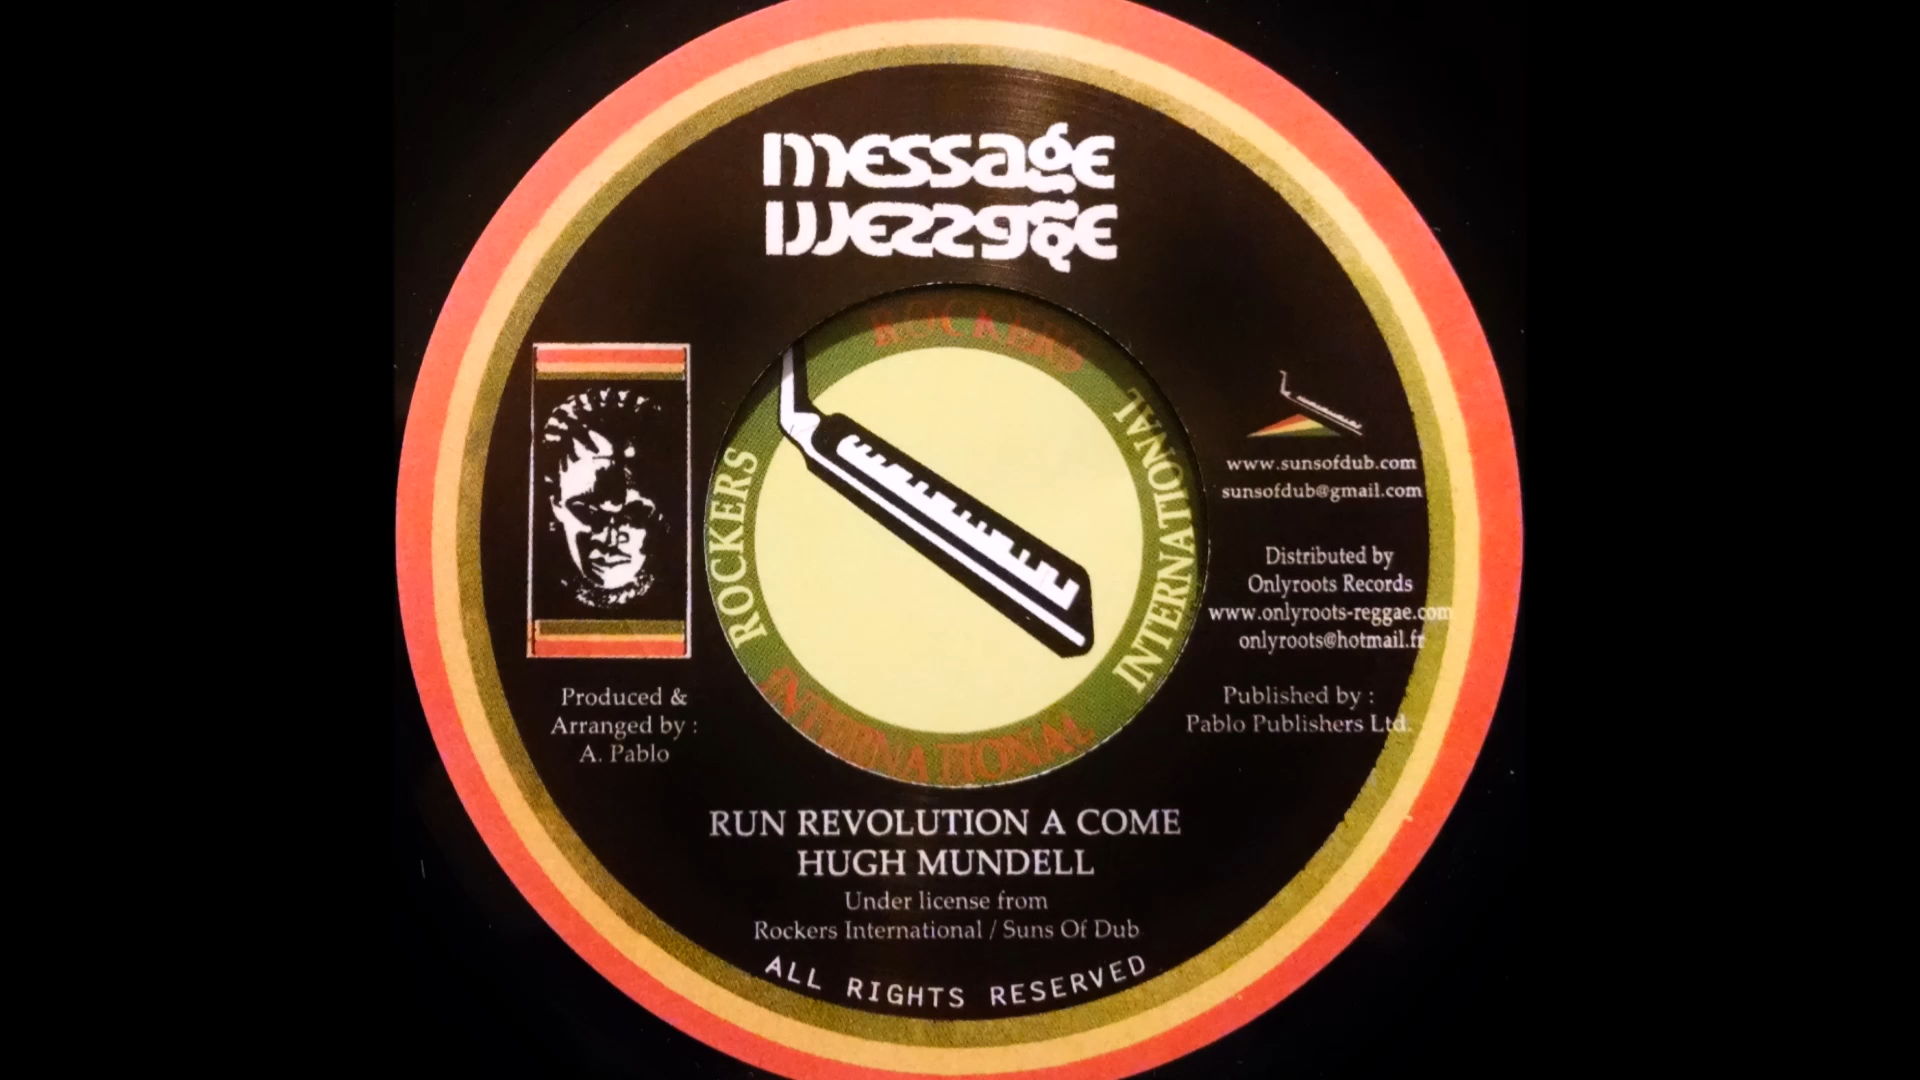 message
message
ROCKERS
INTERNATIONAL
ROCKERS
INTERNATIONAL
www.sunsofdub.com
sunsofdub@gmail.com
Distributed by
Onlyroots Records
www.onlyroots-reggae.com
onlyroots@hotmail.fr
Produced &
Arranged by :
A. Pablo
Published by :
Pablo Publishers Ltd.
RUN REVOLUTION A COME
HUGH MUNDELL
Under license from
Rockers International / Suns Of Dub
ALL RIGHTS RESERVED